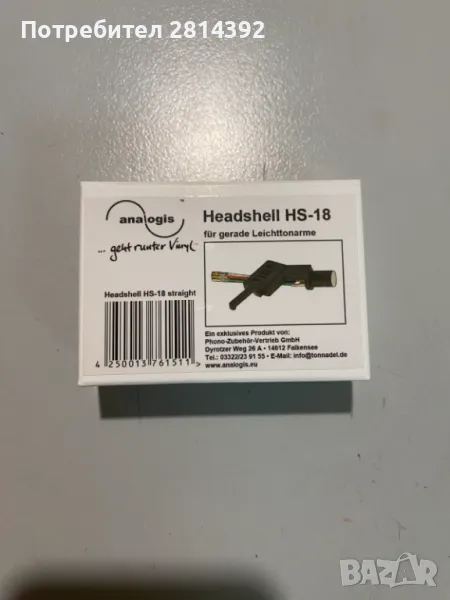 Потребител 2814392
analogis
... geht runter Vinyl
Headshell HS-18 straight
4 250013 761511 >
Headshell HS-18
für gerade Leichttonarme
Ein exklusives Produkt von:
Phono-Zubehör-Vertrieb GmbH
Dyrotzer Weg 26 A • 14612 Falkensee
Tel.: 03322/23 91 55 • E-Mail: info@tonnadel.de
www.analogis.eu
bazar